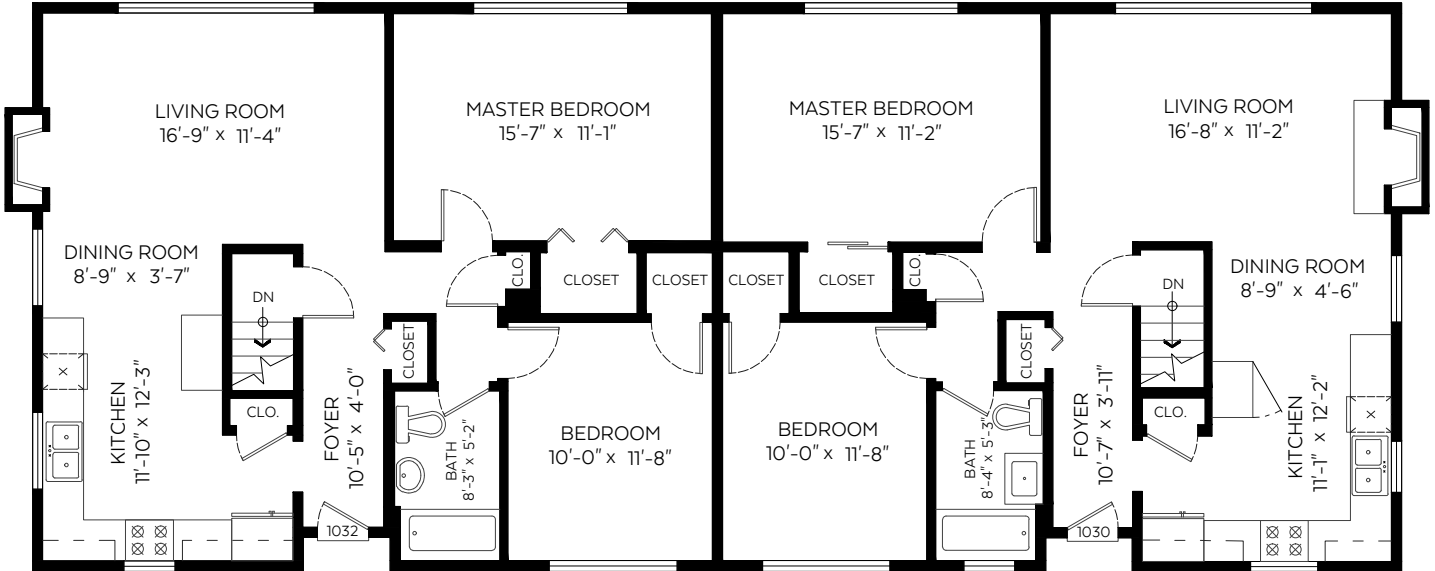 LIVING ROOM
16'-9" x 11'-4"
MASTER BEDROOM
15'-7" x 11'-1"
MASTER BEDROOM
15'-7" x 11'-2"
LIVING ROOM
16'-8" x 11'-2"
DINING ROOM
8'-9" x 3'-7"
DN
CLO.
CLOSET
CLOSET
CLOSET
CLOSET
CLO.
DN
DINING ROOM
8'-9" x 4'-6"
X
KITCHEN
11'-10" x 12'-3"
CLO.
FOYER
10'-5" x 4'-0"
CLOSET
BATH
8'-3" x 5'-2"
BEDROOM
10'-0" x 11'-8"
BEDROOM
10'-0" x 11'-8"
BATH
8'-4" x 5'-3"
CLOSET
FOYER
10'-7" x 3'-11"
CLO.
KITCHEN
11'-1" x 12'-2"
X
1032
1030